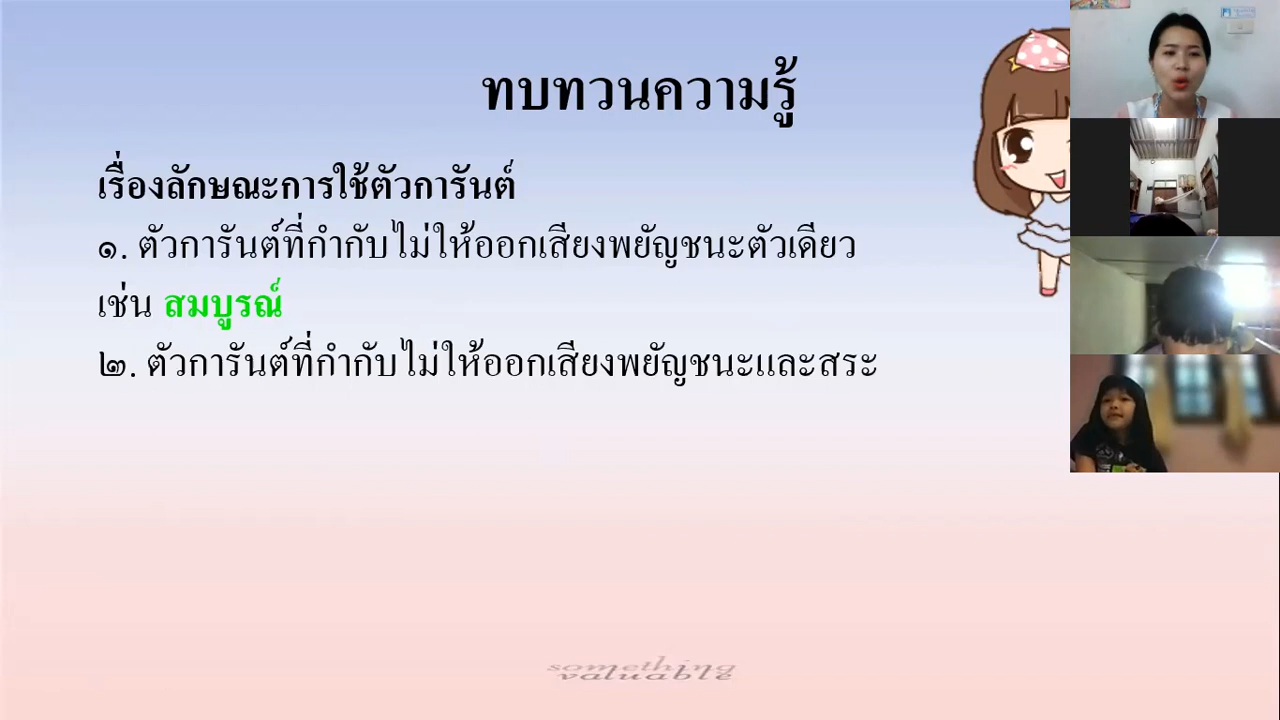 ทบทวนความรู้
เรื่องลักษณะการใช้ตัวการันต์
๑. ตัวการันต์ที่กำกับไม่ให้ออกเสียงพยัญชนะตัวเดียว
เช่น สมบูรณ์
๒. ตัวการันต์ที่กำกับไม่ให้ออกเสียงพยัญชนะและสระ
something
valuable